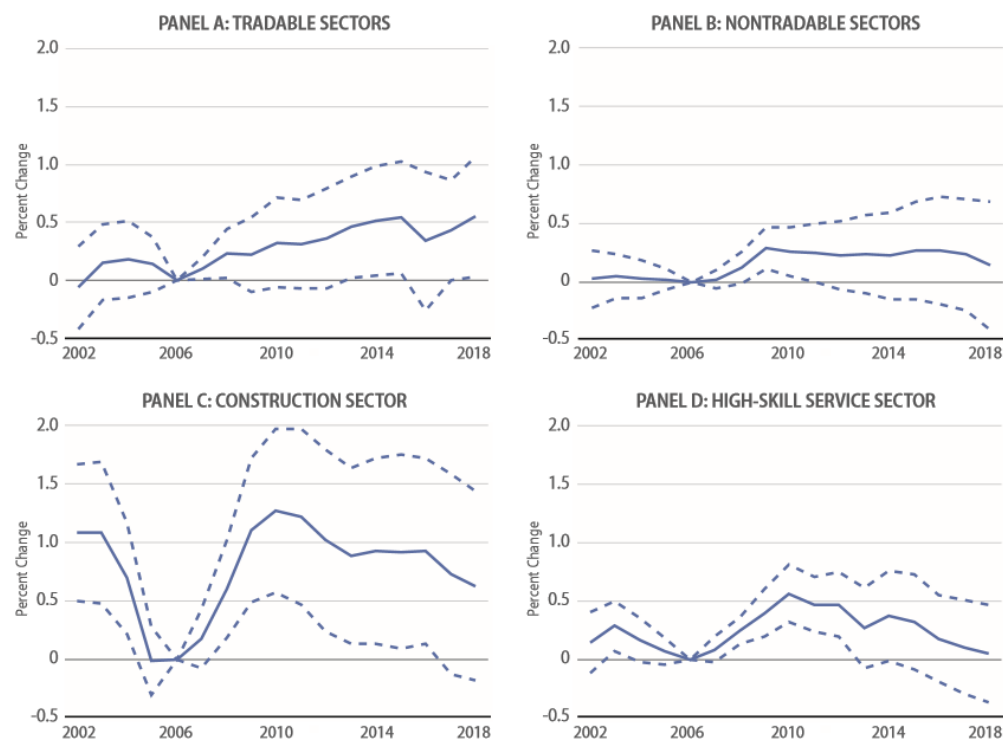 PANEL A: TRADABLE SECTORS
Percent Change
2.0
1.5
1.0
0.5
0
-0.5
2002 2006 2010 2014 2018
PANEL B: NONTRADABLE SECTORS
Percent Change
2.0
1.5
1.0
0.5
0
-0.5
2002 2006 2010 2014 2018
PANEL C: CONSTRUCTION SECTOR
Percent Change
2.0
1.5
1.0
0.5
0
-0.5
2002 2006 2010 2014 2018
PANEL D: HIGH-SKILL SERVICE SECTOR
Percent Change
2.0
1.5
1.0
0.5
0
-0.5
2002 2006 2010 2014 2018